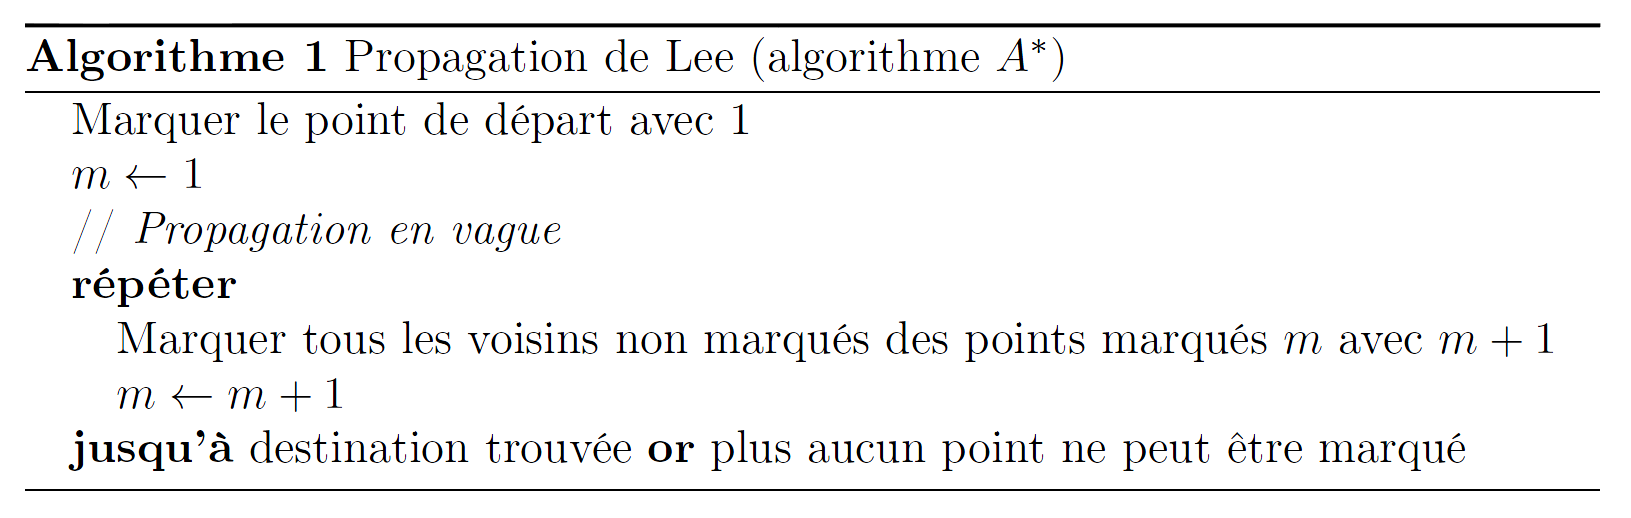 Algorithme 1 Propagation de Lee (algorithme A*)
Marquer le point de départ avec 1
m ← 1
// Propagation en vague
répéter
Marquer tous les voisins non marqués des points marqués m avec m + 1
m ← m + 1
jusqu'à destination trouvée or plus aucun point ne peut être marqué